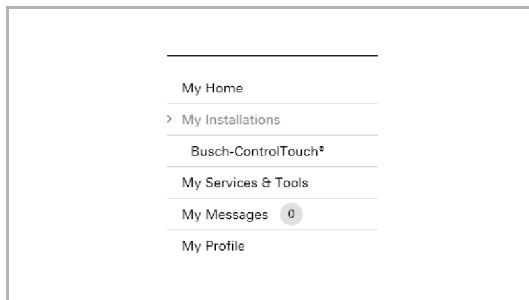 My Home
> My Installations
Busch-ControlTouch®
My Services & Tools
My Messages 0
My Profile